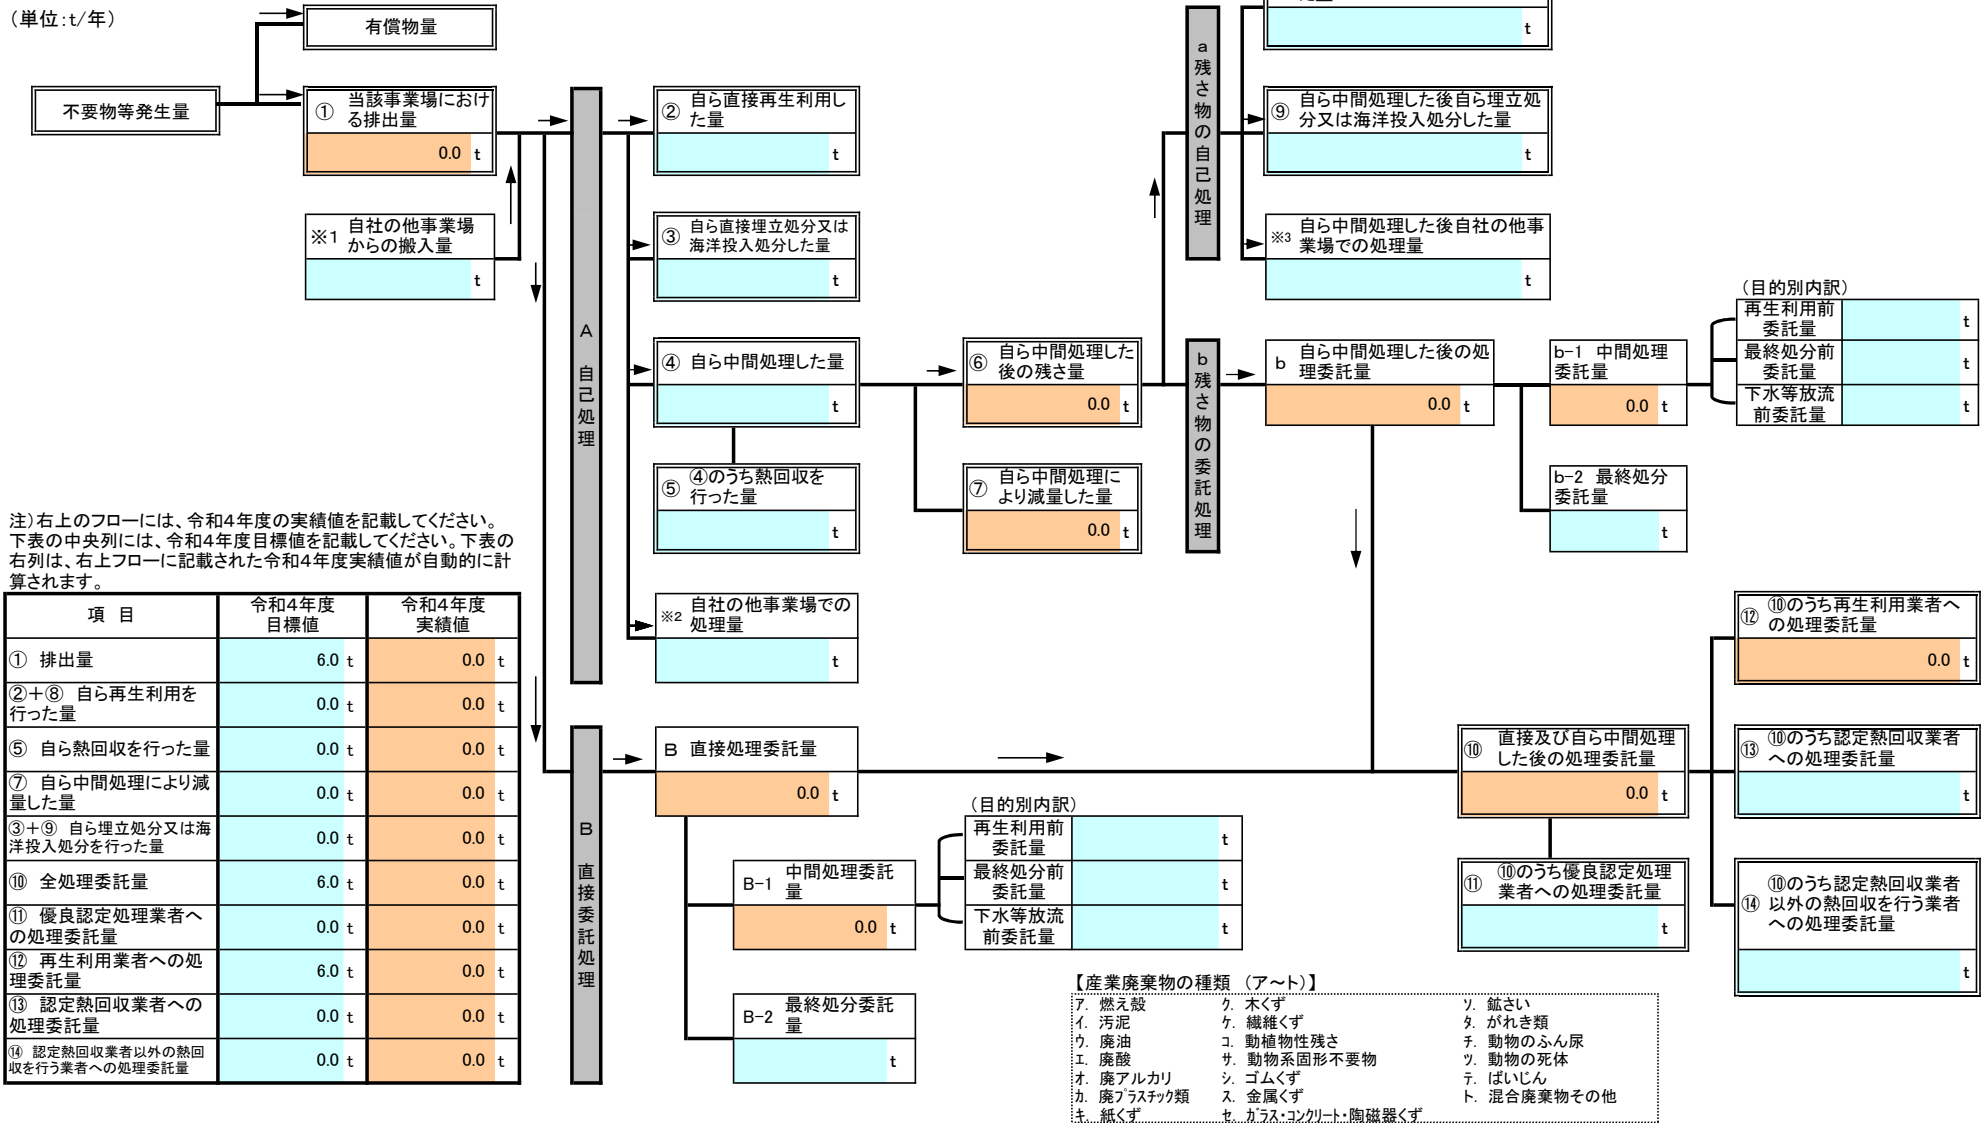 （単位：t/年）
有償物量
不要物等発生量
① 当該事業場におけ
る排出量
0.0 t
※1 自社の他事業場
からの搬入量
t
A 自己処理
② 自ら直接再生利用し
た量
t
③ 自ら直接埋立処分又は
海洋投入処分した量
t
④ 自ら中間処理した量
t
⑤ ④のうち熱回収を
行った量
t
※2 自社の他事業場での
処理量
t
⑥ 自ら中間処理した
後の残さ量
0.0 t
⑦ 自ら中間処理に
より減量した量
0.0 t
a 残さ物の自己処理
t
⑨ 自ら中間処理した後自ら埋立処
分又は海洋投入処分した量
t
※3 自ら中間処理した後自社の他事
業場での処理量
t
b 残さ物の委託処理
b 自ら中間処理した後の処
理委託量
0.0 t
b-1 中間処理
委託量
0.0 t
b-2 最終処分
委託量
t
（目的別内訳）
再生利用前
委託量
t
最終処分前
委託量
t
下水等放流
前委託量
t
注）右上のフローには、令和4年度の実績値を記載してください。
下表の中央列には、令和4年度目標値を記載してください。下表の
右列は、右上フローに記載された令和4年度実績値が自動的に計
算されます。
項 目 令和4年度 令和4年度
目標値 実績値
① 排出量 6.0 t 0.0 t
②＋⑧ 自ら再生利用を
行った量 0.0 t 0.0 t
⑤ 自ら熱回収を行った量 0.0 t 0.0 t
⑦ 自ら中間処理により減
量した量 0.0 t 0.0 t
③＋⑨ 自ら埋立処分又は海
洋投入処分を行った量 0.0 t 0.0 t
⑩ 全処理委託量 6.0 t 0.0 t
⑪ 優良認定処理業者へ
の処理委託量 0.0 t 0.0 t
⑫ 再生利用業者への処
理委託量 6.0 t 0.0 t
⑬ 認定熱回収業者への
処理委託量 0.0 t 0.0 t
⑭ 認定熱回収業者以外の熱回
収を行う業者への処理委託量 0.0 t 0.0 t
B 直接委託処理
B 直接処理委託量
0.0 t
B-1 中間処理委託
量
0.0 t
B-2 最終処分委託
量
t
（目的別内訳）
再生利用前
委託量
t
最終処分前
委託量
t
下水等放流
前委託量
t
⑩ 直接及び自ら中間処理
した後の処理委託量
0.0 t
⑪ ⑩のうち優良認定処理
業者への処理委託量
t
⑫ ⑩のうち再生利用業者へ
の処理委託量
0.0 t
⑬ ⑩のうち認定熱回収業者
への処理委託量
t
⑭ ⑩のうち認定熱回収業者
以外の熱回収を行う業者
への処理委託量
t
【産業廃棄物の種類 （ア～ト）】
ア. 燃え殻 ク. 木くず ソ. 鉱さい
イ. 汚泥 ケ. 繊維くず タ. がれき類
ウ. 廃油 コ. 動植物性残さ チ. 動物のふん尿
エ. 廃酸 サ. 動物系固形不要物 ツ. 動物の死体
オ. 廃アルカリ シ. ゴムくず テ. ばいじん
カ. 廃プラスチック類 ス. 金属くず ト. 混合廃棄物その他
キ. 紙くず セ. ガラス・コンクリート・陶磁器くず